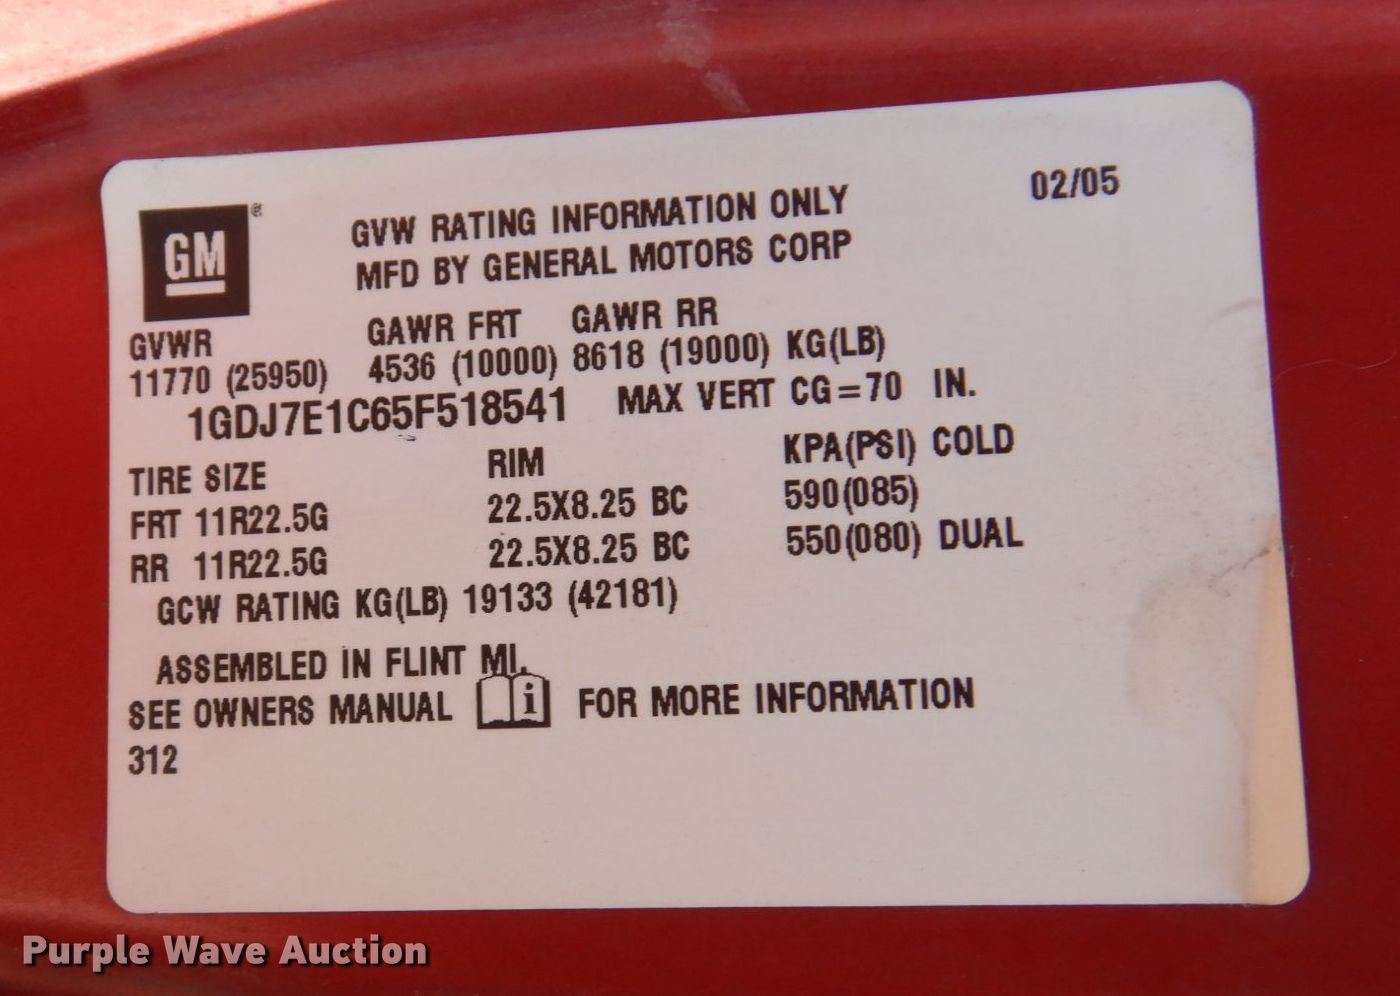 02/05
GM®
GVW RATING INFORMATION ONLY
MFD BY GENERAL MOTORS CORP
GVWR GAWR FRT GAWR RR
11770 (25950) 4536 (10000) 8618 (19000) KG(LB)
1GDJ7E1C65F518541 MAX VERT CG=70 IN.
TIRE SIZE RIM KPA(PSI) COLD
FRT 11R22.5G 22.5X8.25 BC 590(085)
RR 11R22.5G 22.5X8.25 BC 550(080) DUAL
GCW RATING KG(LB) 19133 (42181)
ASSEMBLED IN FLINT MI.
SEE OWNERS MANUAL i FOR MORE INFORMATION
312
Purple Wave Auction